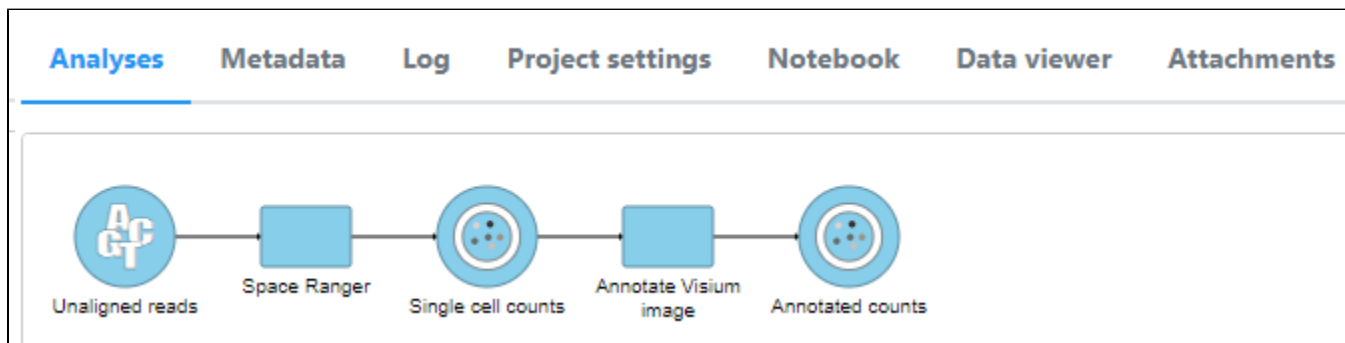 Analyses Metadata Log Project settings Notebook Data viewer Attachments
ACGT
Unaligned reads
Space Ranger
Single cell counts
Annotate Visium
image
Annotated counts